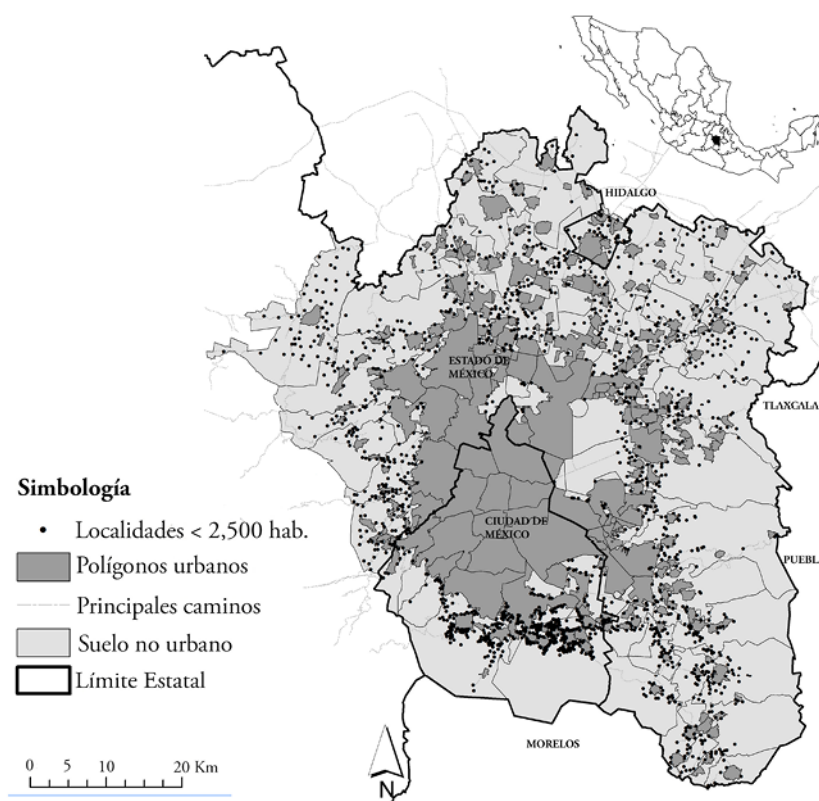 HIDALGO
ESTADO DE
MÉXICO
TLAXCALA
Simbología
Localidades < 2,500 hab.
CIUDAD DE
MÉXICO
Polígonos urbanos
PUEBL
Principales caminos
Suelo no urbano
Límite Estatal
MORELOS
0 5 10 20 Km
N